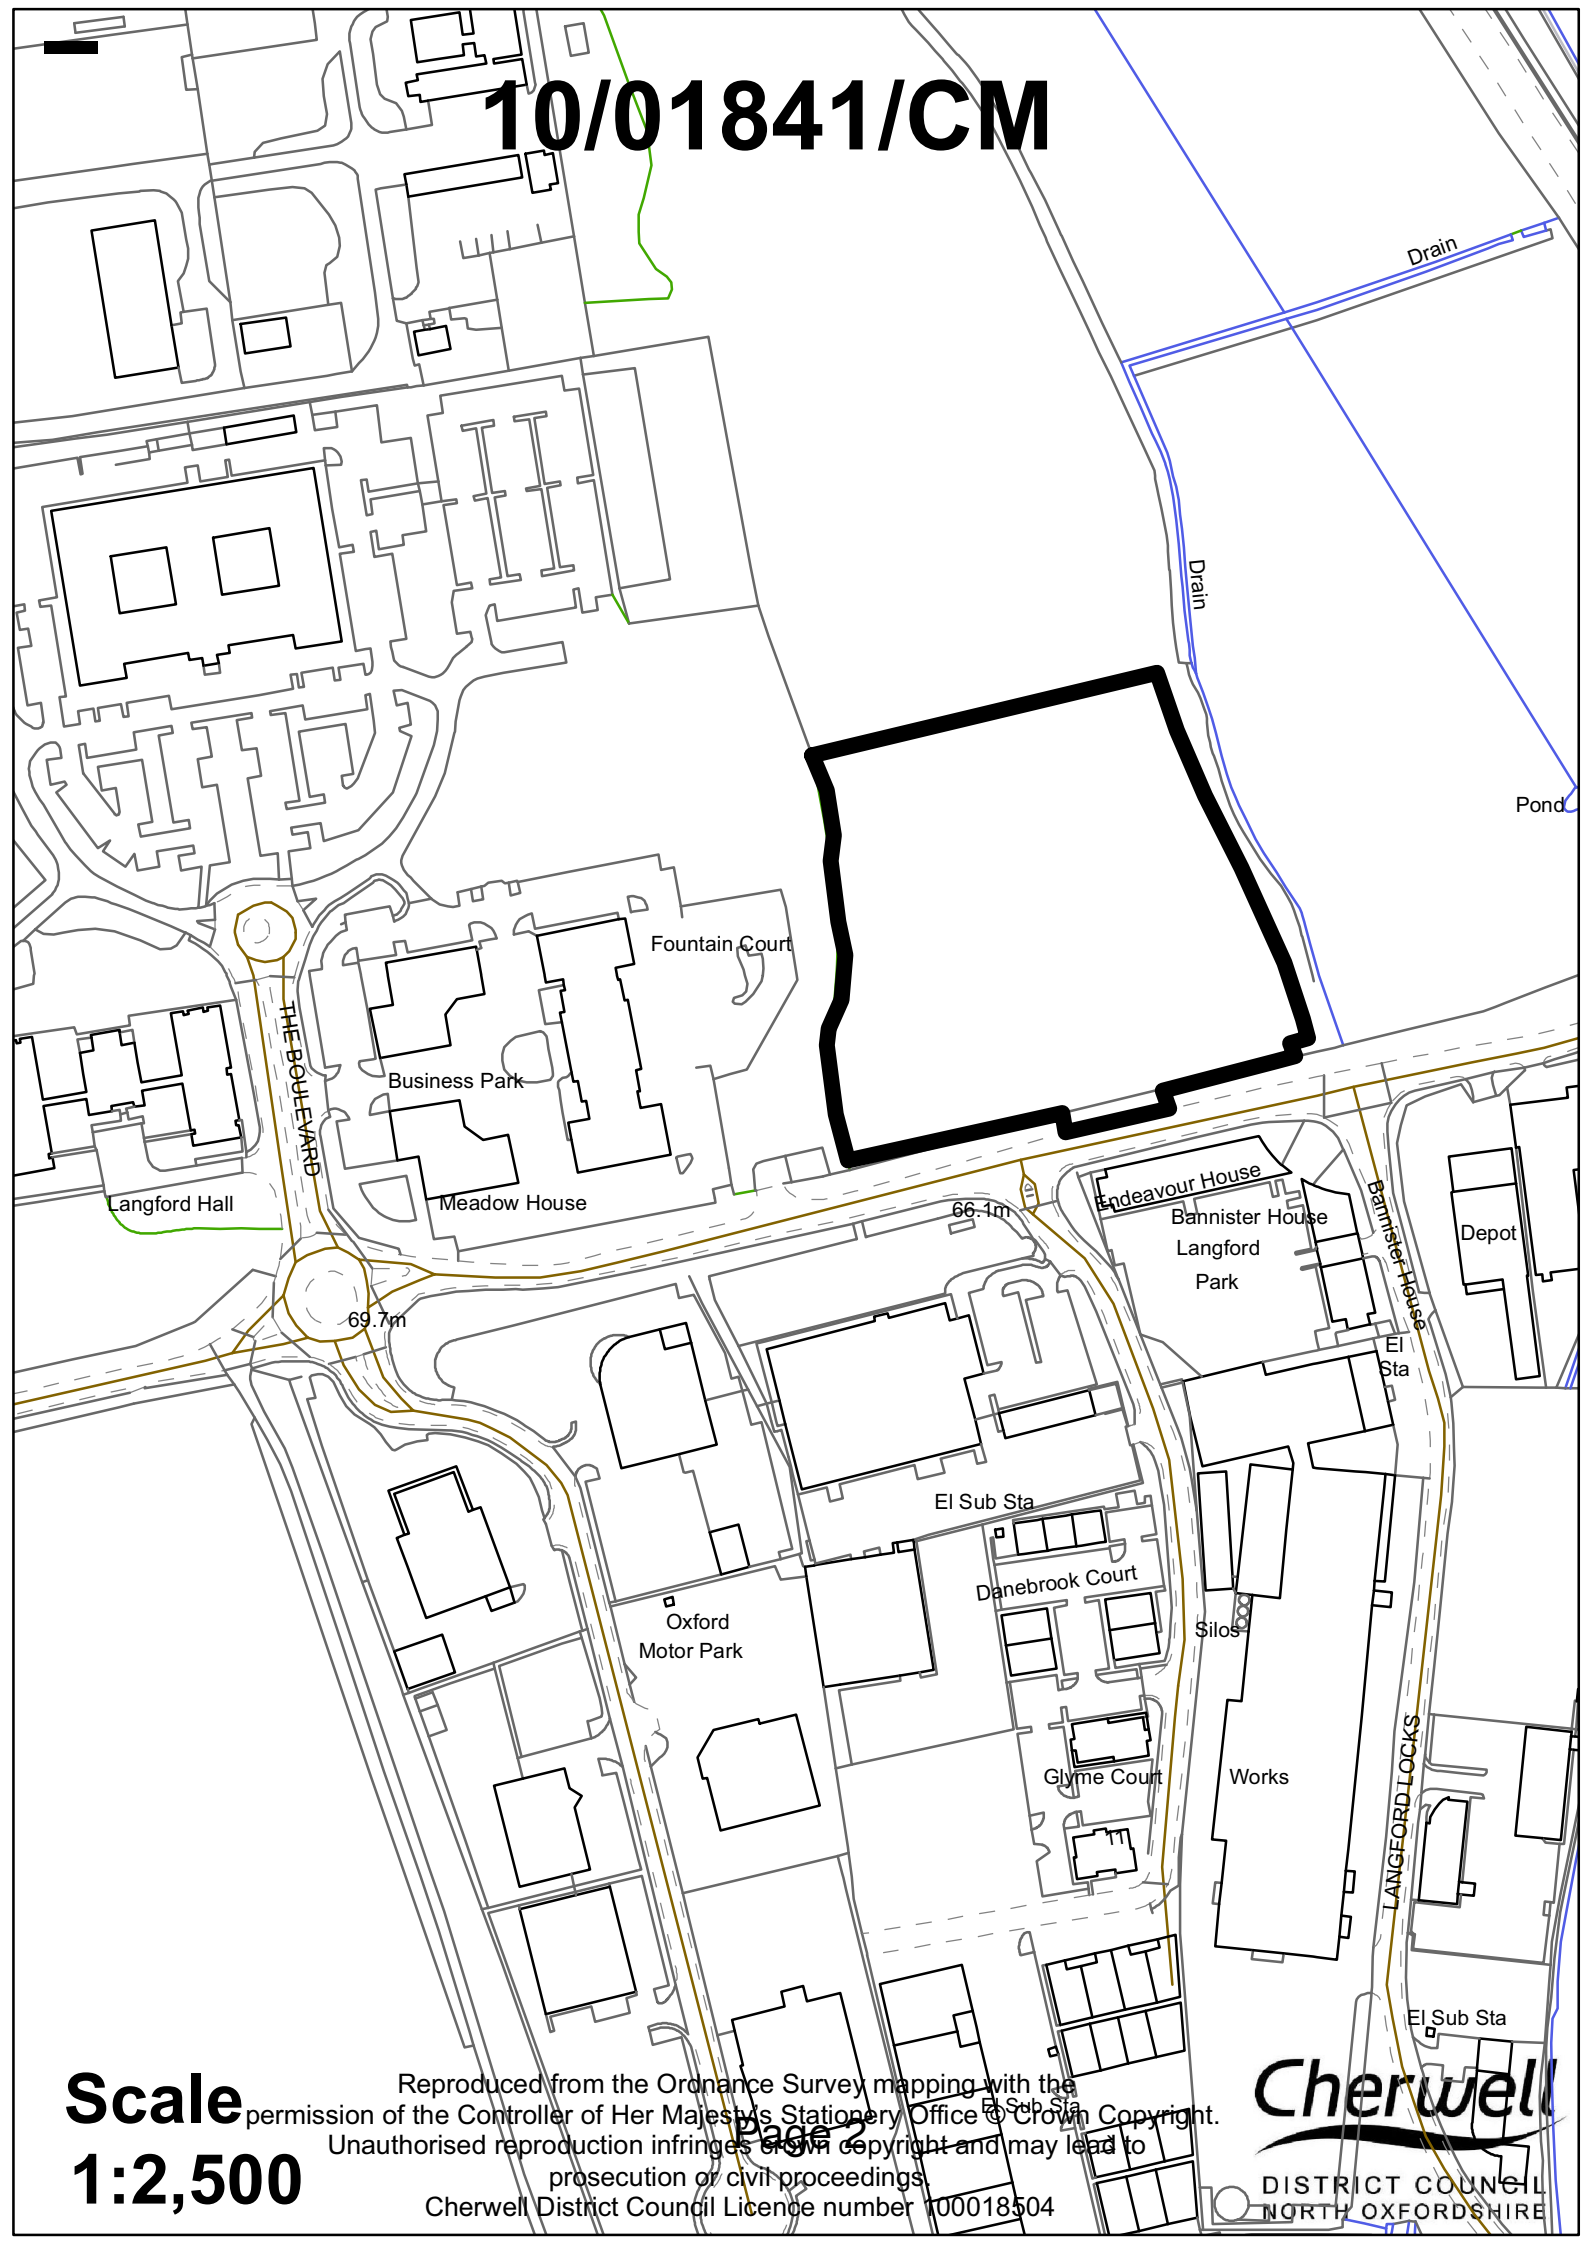 10/01841/CM
Drain
Drain
Pond
Fountain Court
THE BOULEVARD
Business Park
Langford Hall
Meadow House
66.1m
Endeavour House
Bannister House
Langford
Park
Bannister House
Depot
69.7m
El
Sta
El Sub Sta
Danebrook Court
Oxford
Motor Park
Silos
Glyme Court
Works
11
LANGFORD LOCKS
El Sub Sta
El Sub Sta
Scale
1:2,500
Reproduced from the Ordnance Survey mapping with the
permission of the Controller of Her Majesty's Stationery Office © Crown Copyright.
Unauthorised reproduction infringes crown copyright and may lead to
prosecution or civil proceedings.
Cherwell District Council Licence number 100018504
Page 2
Cherwell
DISTRICT COUNCIL
NORTH OXFORDSHIRE